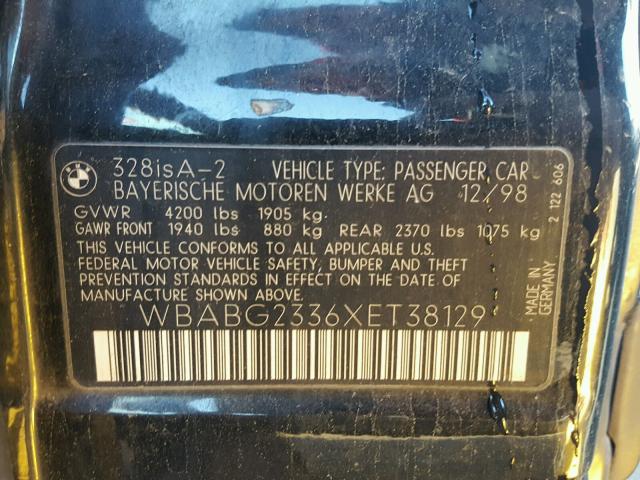 BMW
328isA-2 VEHICLE TYPE: PASSENGER CAR
BAYERISCHE MOTOREN WERKE AG 12/98
GVWR 4200 lbs 1905 kg
GAWR FRONT 1940 lbs 880 kg REAR 2370 lbs 1075 kg
THIS VEHICLE CONFORMS TO ALL APPLICABLE U.S.
FEDERAL MOTOR VEHICLE SAFETY, BUMPER AND THEFT
PREVENTION STANDARDS IN EFFECT ON THE DATE OF
MANUFACTURE SHOWN ABOVE.
WBABG2336XET38129
2 122 606
MADE IN
GERMANY